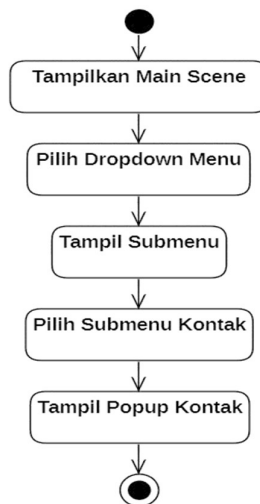 Tampilkan Main Scene
Pilih Dropdown Menu
Tampil Submenu
Pilih Submenu Kontak
Tampil Popup Kontak